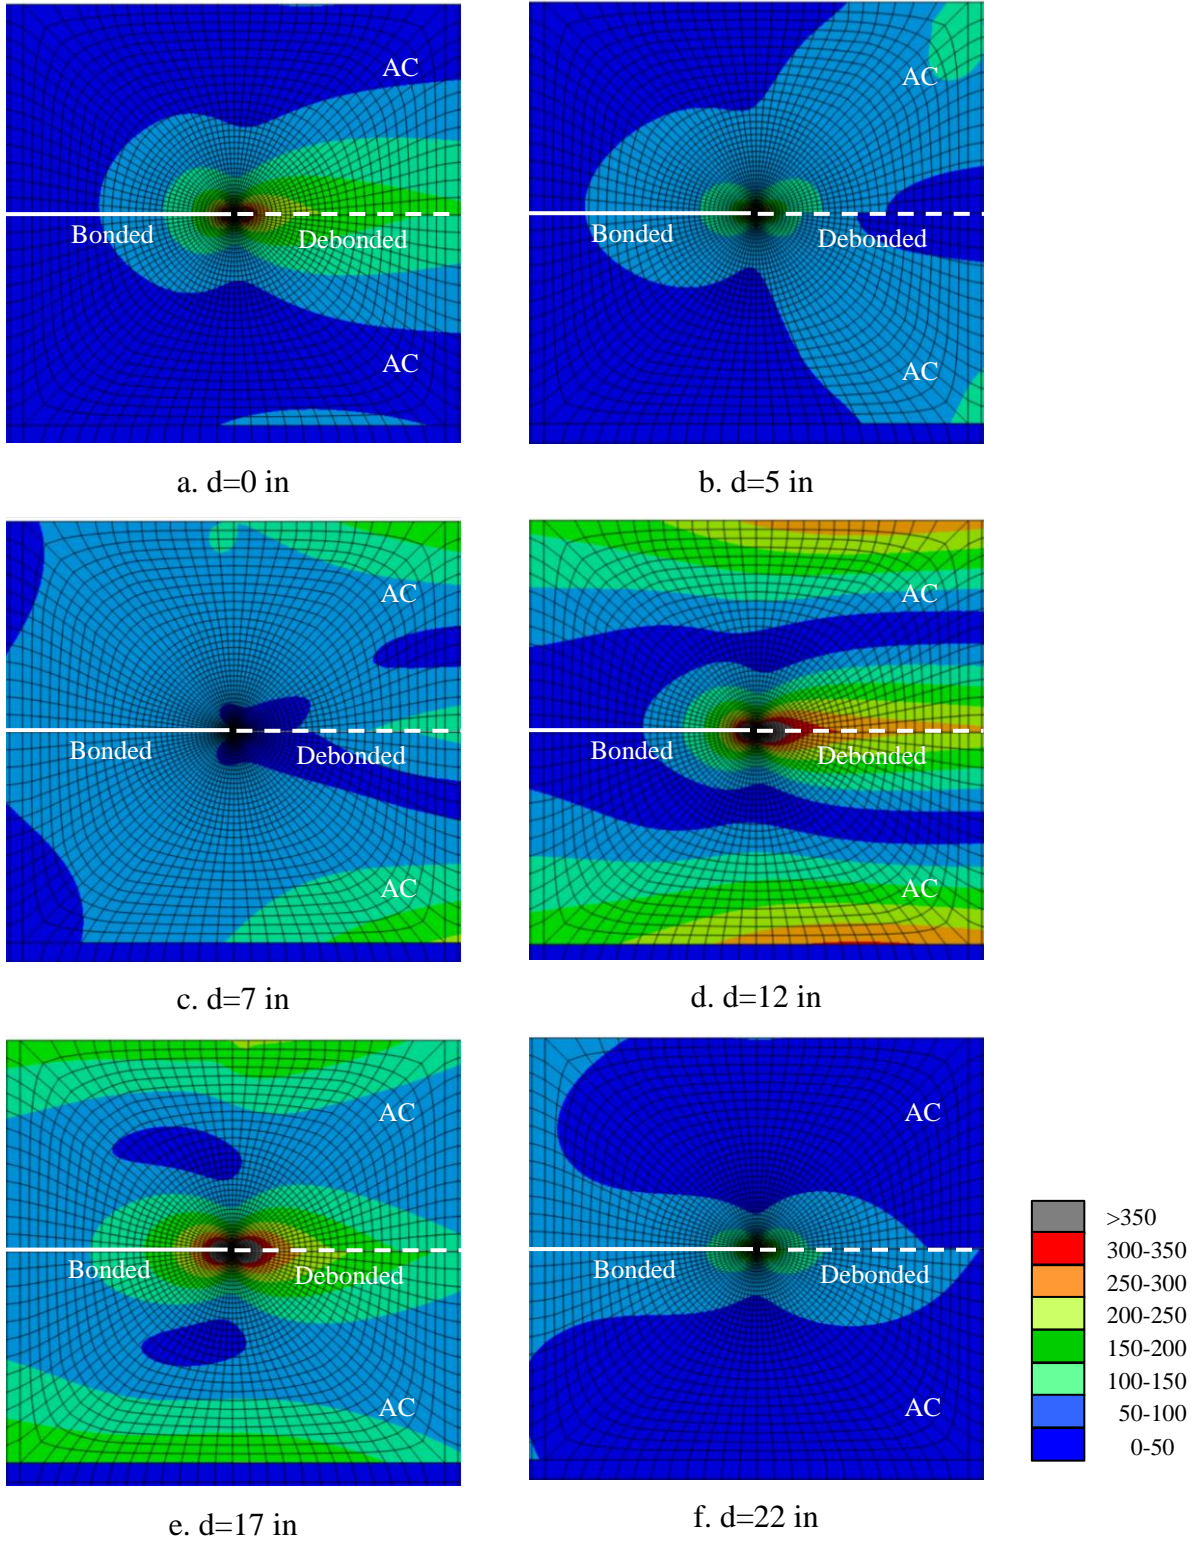 AC
Bonded
Debonded
AC
a. d=0 in
AC
Bonded
Debonded
AC
b. d=5 in
AC
Bonded
Debonded
AC
c. d=7 in
AC
Bonded
Debonded
AC
d. d=12 in
AC
Bonded
Debonded
AC
e. d=17 in
AC
Bonded
Debonded
AC
f. d=22 in
>350
300-350
250-300
200-250
150-200
100-150
50-100
0-50